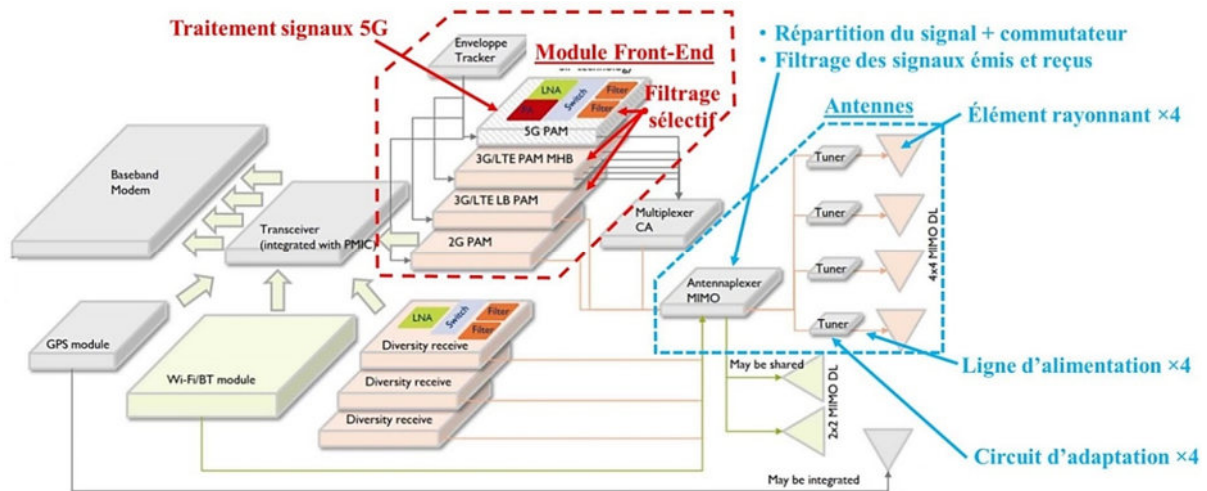 Traitement signaux 5G
Enveloppe
Tracker
Module Front-End
LNA
PA
Switch
Filter
Filter
5G PAM
Filtrage
sélectif
3G/LTE PAM MHB
3G/LTE LB PAM
2G PAM
• Répartition du signal + commutateur
• Filtrage des signaux émis et reçus
Antennes
Élément rayonnant ×4
Baseband
Modem
Transceiver
(integrated with PMIC)
Multiplexer
CA
Antennaplexer
MIMO
Tuner
Tuner
Tuner
Tuner
4x4 MIMO DL
Ligne d’alimentation ×4
GPS module
Wi-Fi/BT module
LNA
Switch
Filter
Filter
Diversity receive
Diversity receive
Diversity receive
May be shared
2x2 MIMO DL
Circuit d’adaptation ×4
May be integrated